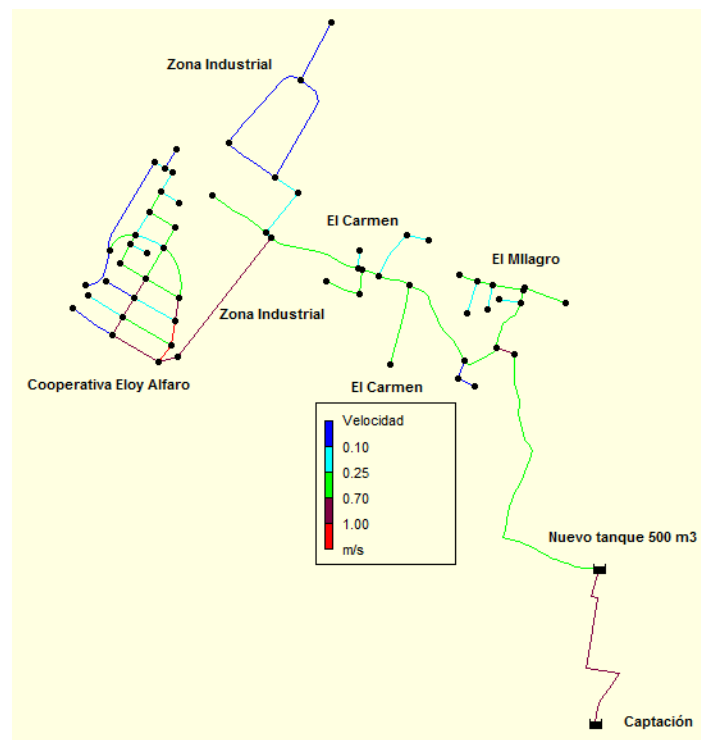 Zona Industrial
El Carmen
El MIlagro
Zona Industrial
Cooperativa Eloy Alfaro
El Carmen
Velocidad
0.10
0.25
0.70
1.00
m/s
Nuevo tanque 500 m3
Captación